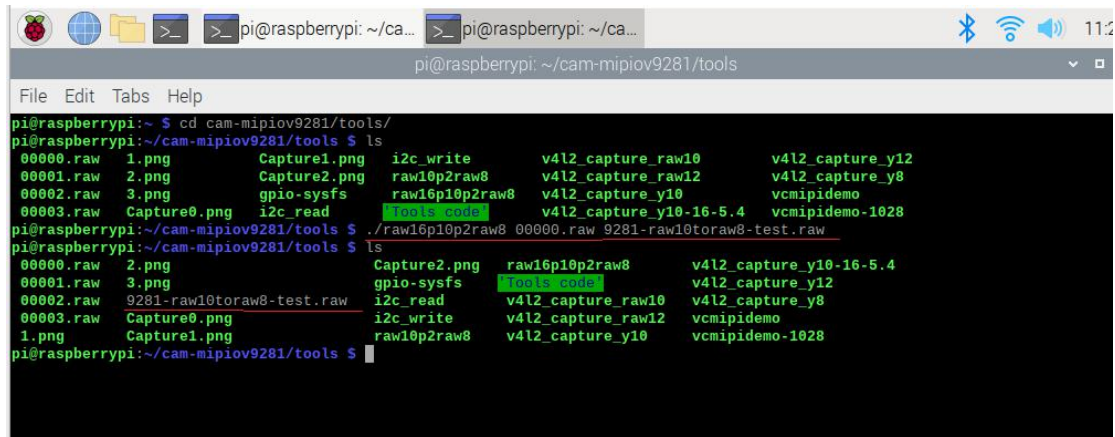 pi@raspberrypi: ~/ca... pi@raspberrypi: ~/ca... 11:2
pi@raspberrypi: ~/cam-mipiov9281/tools
File Edit Tabs Help
pi@raspberrypi:~ $ cd cam-mipiov9281/tools/
pi@raspberrypi:~/cam-mipiov9281/tools $ ls
00000.raw 1.png Capture1.png i2c_write v4l2_capture_raw10 v4l2_capture_y12
00001.raw 2.png Capture2.png raw10p2raw8 v4l2_capture_raw12 v4l2_capture_y8
00002.raw 3.png gpio-sysfs raw16p10p2raw8 v4l2_capture_y10 vcmipidemo
00003.raw Capture0.png i2c_read 'Tools code' v4l2_capture_y10-16-5.4 vcmipidemo-1028
pi@raspberrypi:~/cam-mipiov9281/tools $ ./raw16p10p2raw8 00000.raw 9281-raw10toraw8-test.raw
pi@raspberrypi:~/cam-mipiov9281/tools $ ls
00000.raw 2.png Capture2.png raw16p10p2raw8 v4l2_capture_y10-16-5.4
00001.raw 3.png gpio-sysfs 'Tools code' v4l2_capture_y12
00002.raw 9281-raw10toraw8-test.raw i2c_read v4l2_capture_raw10 v4l2_capture_y8
00003.raw Capture0.png i2c_write v4l2_capture_raw12 vcmipidemo
1.png Capture1.png raw10p2raw8 v4l2_capture_y10 vcmipidemo-1028
pi@raspberrypi:~/cam-mipiov9281/tools $